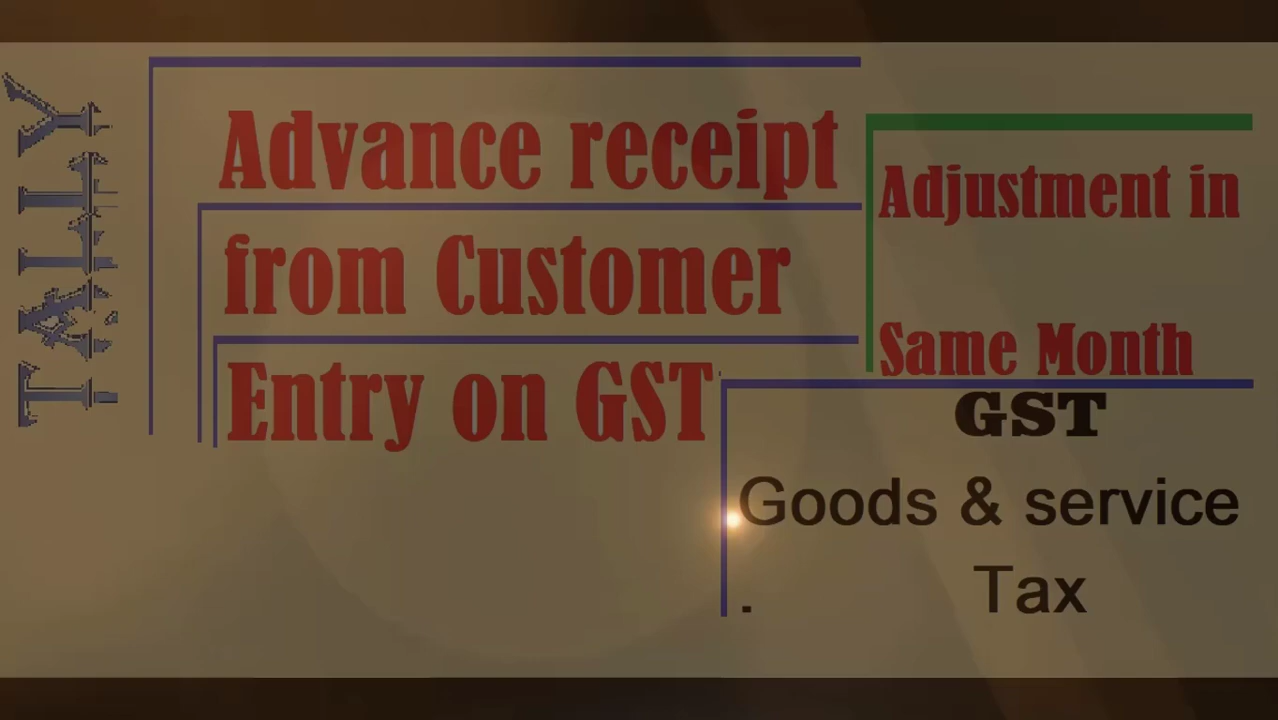 TALLY
Advance receipt
from Customer
Entry on GST
Adjustment in
Same Month
GST
Goods & service
. Tax